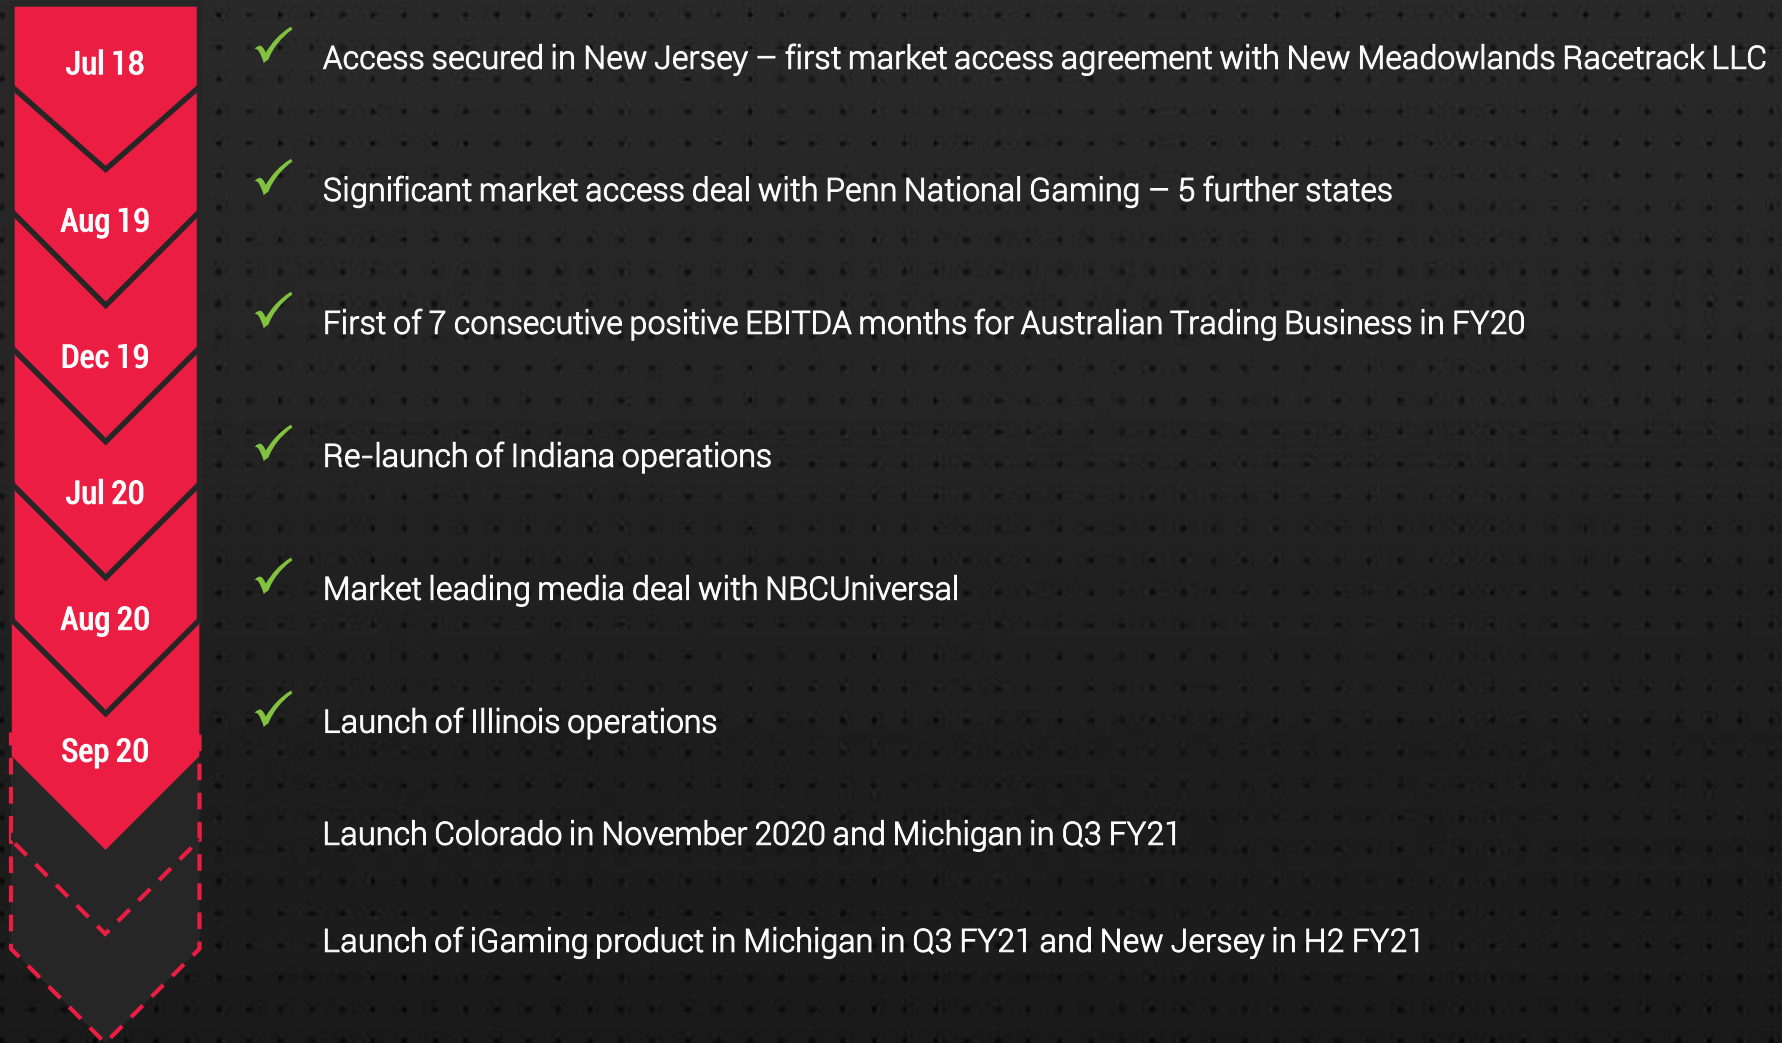 Jul 18
Access secured in New Jersey – first market access agreement with New Meadowlands Racetrack LLC
Aug 19
Significant market access deal with Penn National Gaming – 5 further states
Dec 19
First of 7 consecutive positive EBITDA months for Australian Trading Business in FY20
Jul 20
Re-launch of Indiana operations
Aug 20
Market leading media deal with NBCUniversal
Sep 20
Launch of Illinois operations
Launch Colorado in November 2020 and Michigan in Q3 FY21
Launch of iGaming product in Michigan in Q3 FY21 and New Jersey in H2 FY21